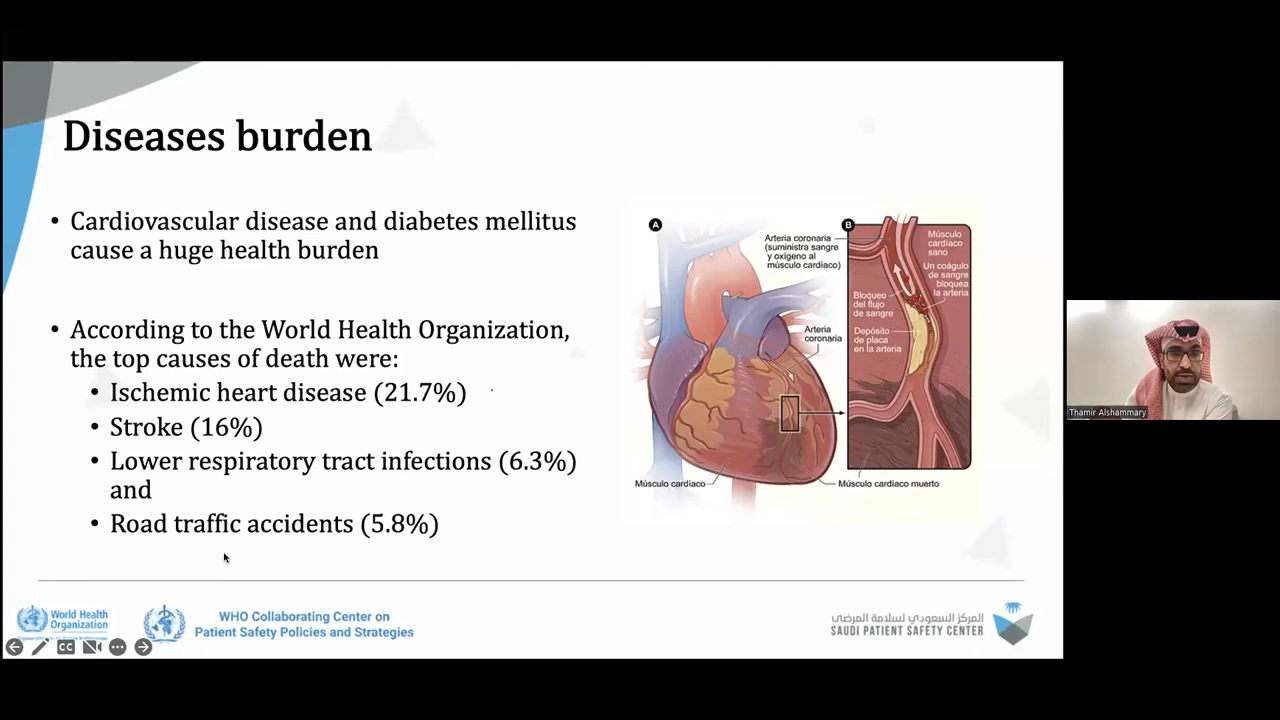 Diseases burden
• Cardiovascular disease and diabetes mellitus
cause a huge health burden
• According to the World Health Organization,
the top causes of death were:
• Ischemic heart disease (21.7%)
• Stroke (16%)
• Lower respiratory tract infections (6.3%)
and
• Road traffic accidents (5.8%)
A
B
Arteria coronaria
(suministra sangre
y oxígeno al
músculo cardíaco)
Músculo
cardíaco
sano
Un coágulo
de sangre
bloquea
la arteria
Bloqueo
del flujo
de sangre
Depósito
de placa
en la arteria
Arteria
coronaria
Músculo cardíaco
Músculo cardíaco muerto
Thamir Alshammary
World Health
Organization
WHO Collaborating Center on
Patient Safety Policies and Strategies
المركز السعودي لسلامة المرضى
SAUDI PATIENT SAFETY CENTER
CC